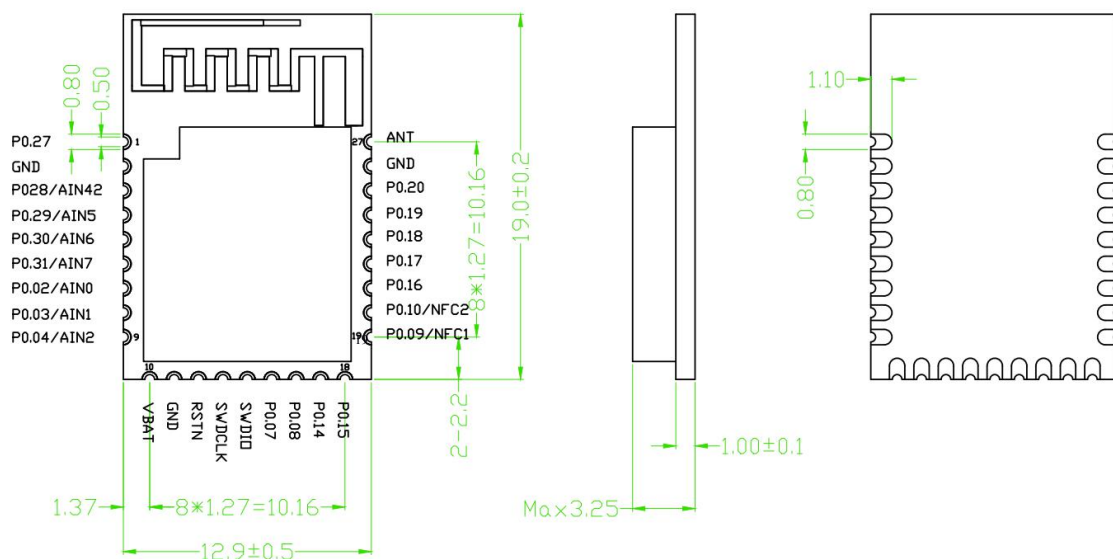 0.80
0.50
P0.27
GND
P028/AIN42
P0.29/AIN5
P0.30/AIN6
P0.31/AIN7
P0.02/AIN0
P0.03/AIN1
P0.04/AIN2
1
9
10
18
19
27
VBAT
GND
RSTN
SWDCLK
SWDIO
P0.07
P0.08
P0.14
P0.15
ANT
GND
P0.20
P0.19
P0.18
P0.17
P0.16
P0.10/NFC2
P0.09/NFC1
8*1.27=10.16
19.0±0.2
2-2.2
1.37
8*1.27=10.16
12.9±0.5
Max3.25
1.00±0.1
1.10
0.80